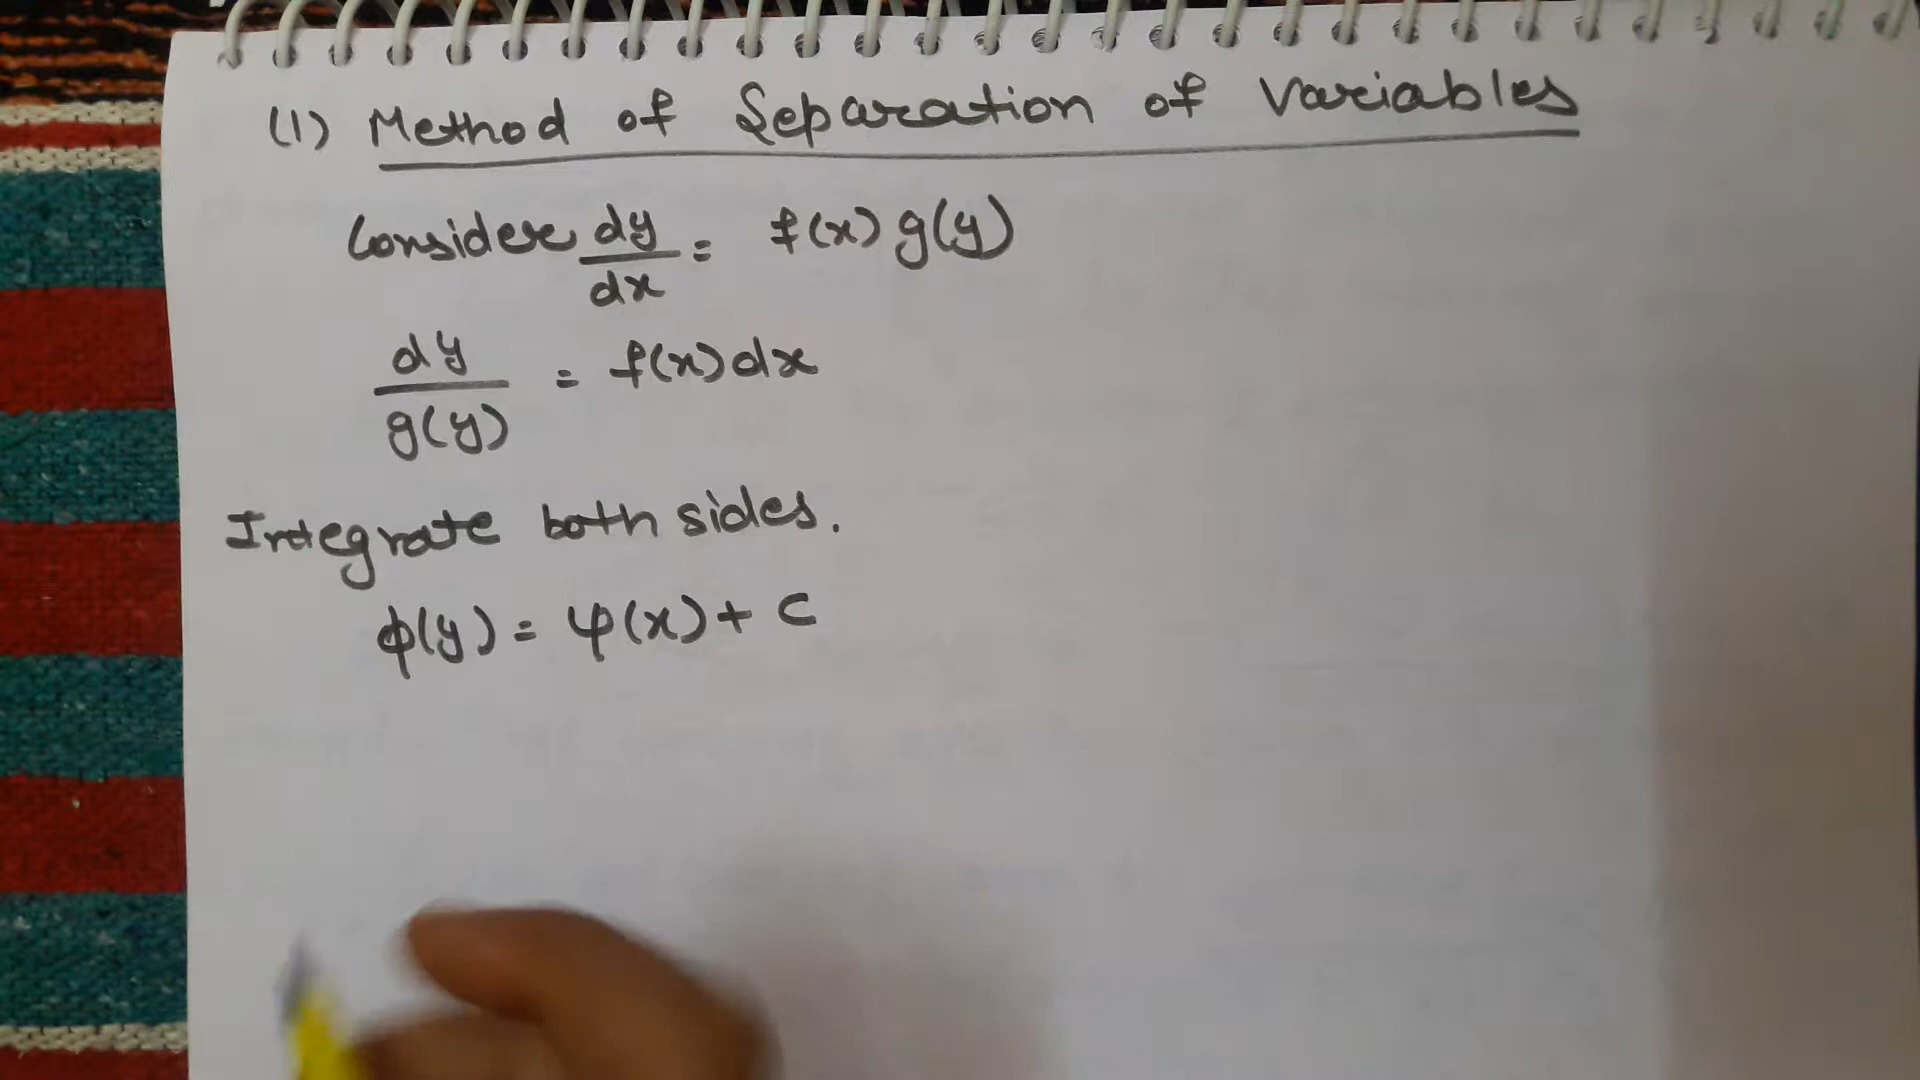 (1) Method of Separation of Variables
Consider dy/dx = f(x) g(y)
dy/g(y) = f(x) dx
Integrate both sides.
ϕ(y) = ψ(x) + c